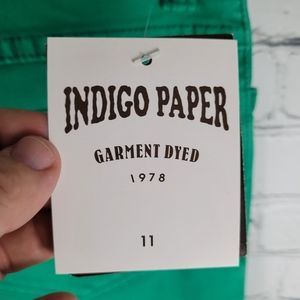 INDIGO PAPER
GARMENT DYED
1978
11